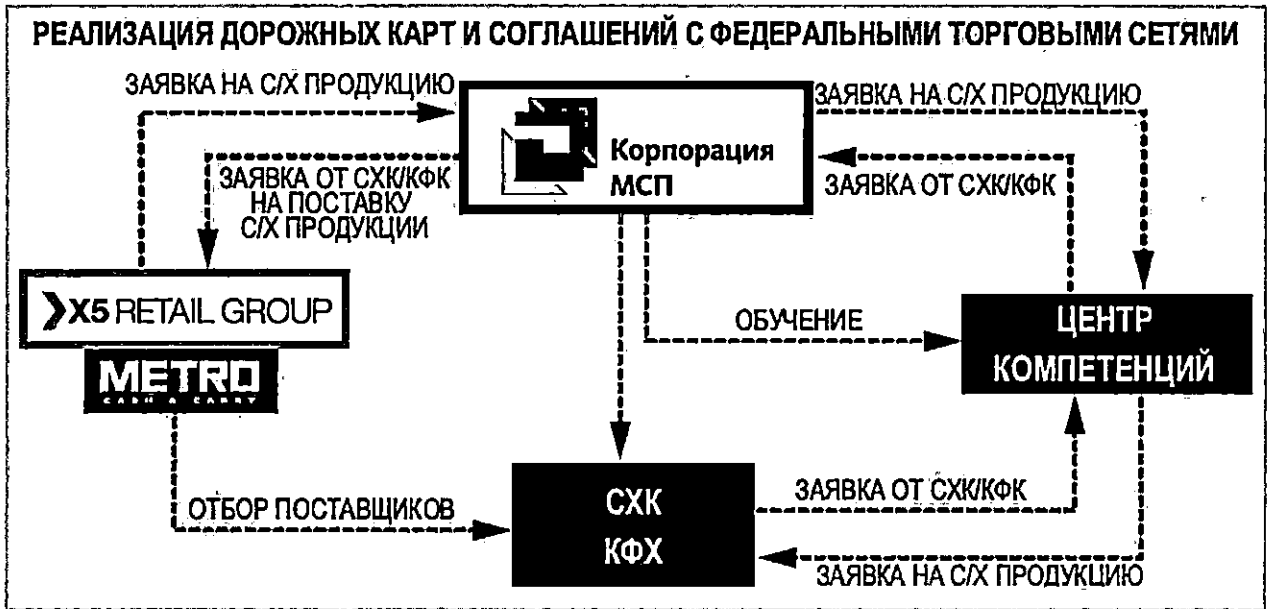 РЕАЛИЗАЦИЯ ДОРОЖНЫХ КАРТ И СОГЛАШЕНИЙ С ФЕДЕРАЛЬНЫМИ ТОРГОВЫМИ СЕТЯМИ
ЗАЯВКА НА С/Х ПРОДУКЦИЮ
ЗАЯВКА НА С/Х ПРОДУКЦИЮ
Корпорация
МСП
ЗАЯВКА ОТ СХК/КФК
НА ПОСТАВКУ
С/Х ПРОДУКЦИИ
ЗАЯВКА ОТ СХК/КФК
X5 RETAIL GROUP
METRO
CASH & CARRY
ОБУЧЕНИЕ
ЦЕНТР
КОМПЕТЕНЦИЙ
ОТБОР ПОСТАВЩИКОВ
СХК
КФХ
ЗАЯВКА ОТ СХК/КФК
ЗАЯВКА НА С/Х ПРОДУКЦИЮ